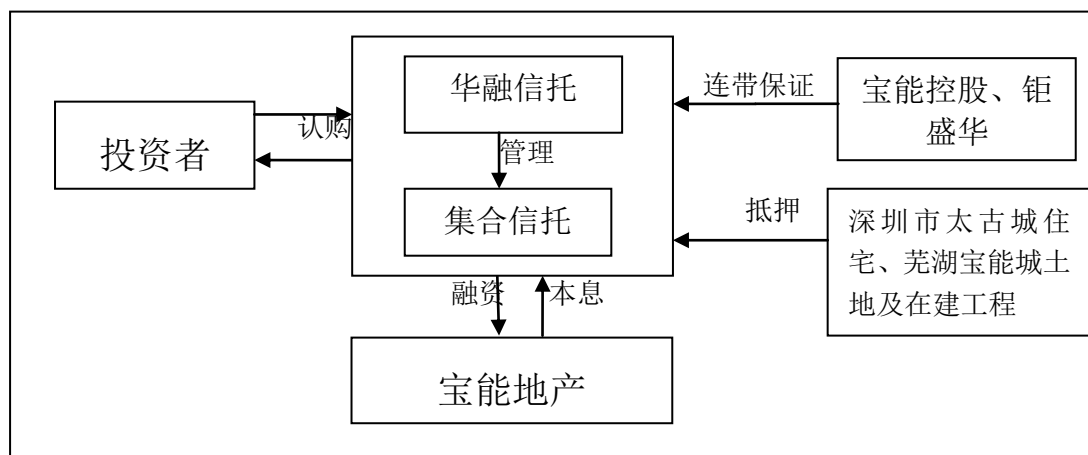 华融信托
连带保证
宝能控股、钜
盛华
投资者
认购
管理
集合信托
抵押
深圳市太古城住
宅、芜湖宝能城土
地及在建工程
融资
本息
宝能地产